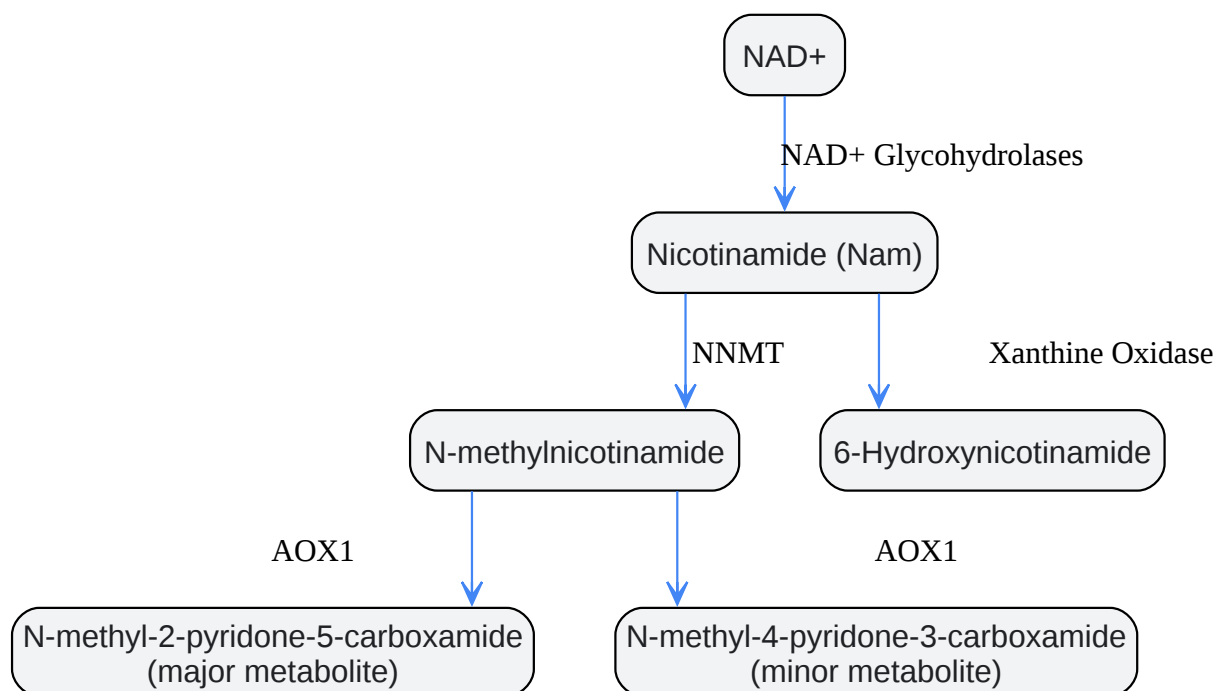 NAD+
NAD+ Glycohydrolases
Nicotinamide (Nam)
NNMT
Xanthine Oxidase
N-methylnicotinamide
6-Hydroxynicotinamide
AOX1
AOX1
N-methyl-2-pyridone-5-carboxamide
(major metabolite)
N-methyl-4-pyridone-3-carboxamide
(minor metabolite)